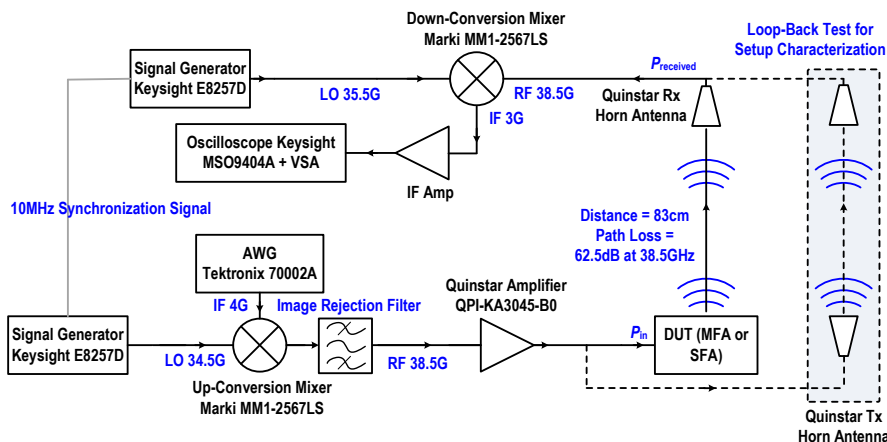 Down-Conversion Mixer
Marki MM1-2567LS
Loop-Back Test for
Setup Characterization
Signal Generator
Keysight E8257D
LO 35.5G
RF 38.5G
Preceived
IF 3G
Quinstar Rx
Horn Antenna
Oscilloscope Keysight
MSO9404A + VSA
IF Amp
10MHz Synchronization Signal
Distance = 83cm
Path Loss =
62.5dB at 38.5GHz
AWG
Tektronix 70002A
IF 4G
Image Rejection Filter
Quinstar Amplifier
QPI-KA3045-B0
Signal Generator
Keysight E8257D
LO 34.5G
RF 38.5G
Pin
DUT (MFA or
SFA)
Up-Conversion Mixer
Marki MM1-2567LS
Quinstar Tx
Horn Antenna